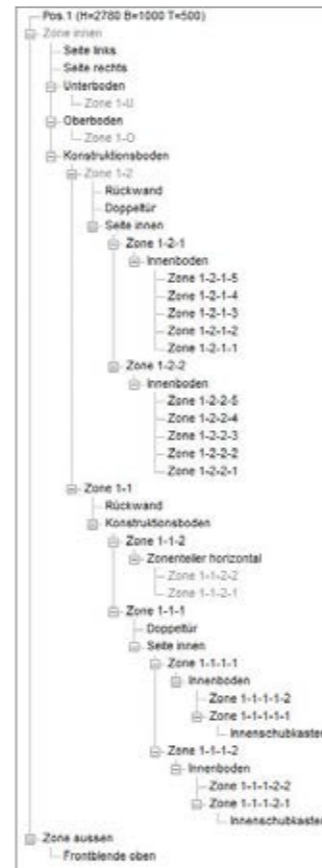 Pos.1 (H=2780 B=1000 T=500)
Zone innen
Seite links
Seite rechts
Unterboden
Zone 1-U
Oberboden
Zone 1-O
Konstruktionsboden
Zone 1-2
Rückwand
Doppeltür
Seite innen
Zone 1-2-1
Innenboden
Zone 1-2-1-5
Zone 1-2-1-4
Zone 1-2-1-3
Zone 1-2-1-2
Zone 1-2-1-1
Zone 1-2-2
Innenboden
Zone 1-2-2-5
Zone 1-2-2-4
Zone 1-2-2-3
Zone 1-2-2-2
Zone 1-2-2-1
Zone 1-1
Rückwand
Konstruktionsboden
Zone 1-1-2
Zonenteiler horizontal
Zone 1-1-2-2
Zone 1-1-2-1
Zone 1-1-1
Doppeltür
Seite innen
Zone 1-1-1-1
Innenboden
Zone 1-1-1-1-2
Zone 1-1-1-1-1
Innenschubkasten
Zone 1-1-1-2
Innenboden
Zone 1-1-1-2-2
Zone 1-1-1-2-1
Innenschubkasten
Zone aussen
Frontblende oben